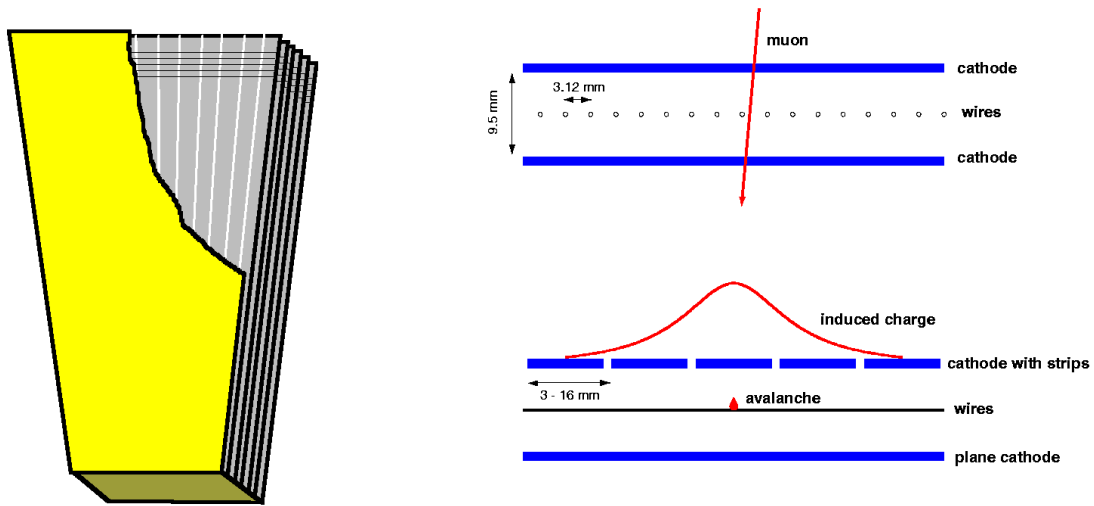 muon
cathode
3.12 mm
9.5 mm
wires
cathode
induced charge
cathode with strips
3 - 16 mm
avalanche
wires
plane cathode